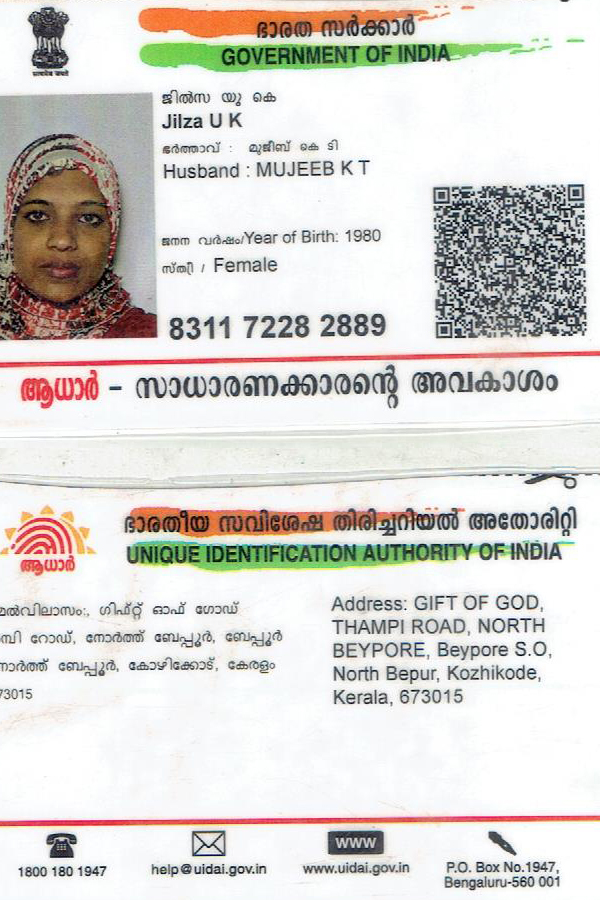 ഭാരത സർക്കാർ
GOVERNMENT OF INDIA
सत्यमेव जयते
ജിൽസ യു കെ
Jilza U K
ഭർത്താവ് : മുജീബ് കെ ടി
Husband : MUJEEB K T
ജനന വർഷം/Year of Birth: 1980
സ്ത്രീ / Female
8311 7228 2889
ആധാർ - സാധാരണക്കാരന്റെ അവകാശം
ഭാരതീയ സവിശേഷ തിരിച്ചറിയൽ അതോറിറ്റി
UNIQUE IDENTIFICATION AUTHORITY OF INDIA
ആധാർ
മേൽവിലാസം:, ഗിഫ്റ്റ് ഓഫ് ഗോഡ്
റോഡ്, നോർത്ത് ബേപ്പൂർ, ബേപ്പൂർ
നോർത്ത് ബേപ്പൂർ, കോഴിക്കോട്, കേരളം
73015
Address: GIFT OF GOD,
THAMPI ROAD, NORTH
BEYPORE, Beypore S.O,
North Bepur, Kozhikode,
Kerala, 673015
1800 180 1947
help@uidai.gov.in
www
www.uidai.gov.in
P.O. Box No.1947,
Bengaluru-560 001